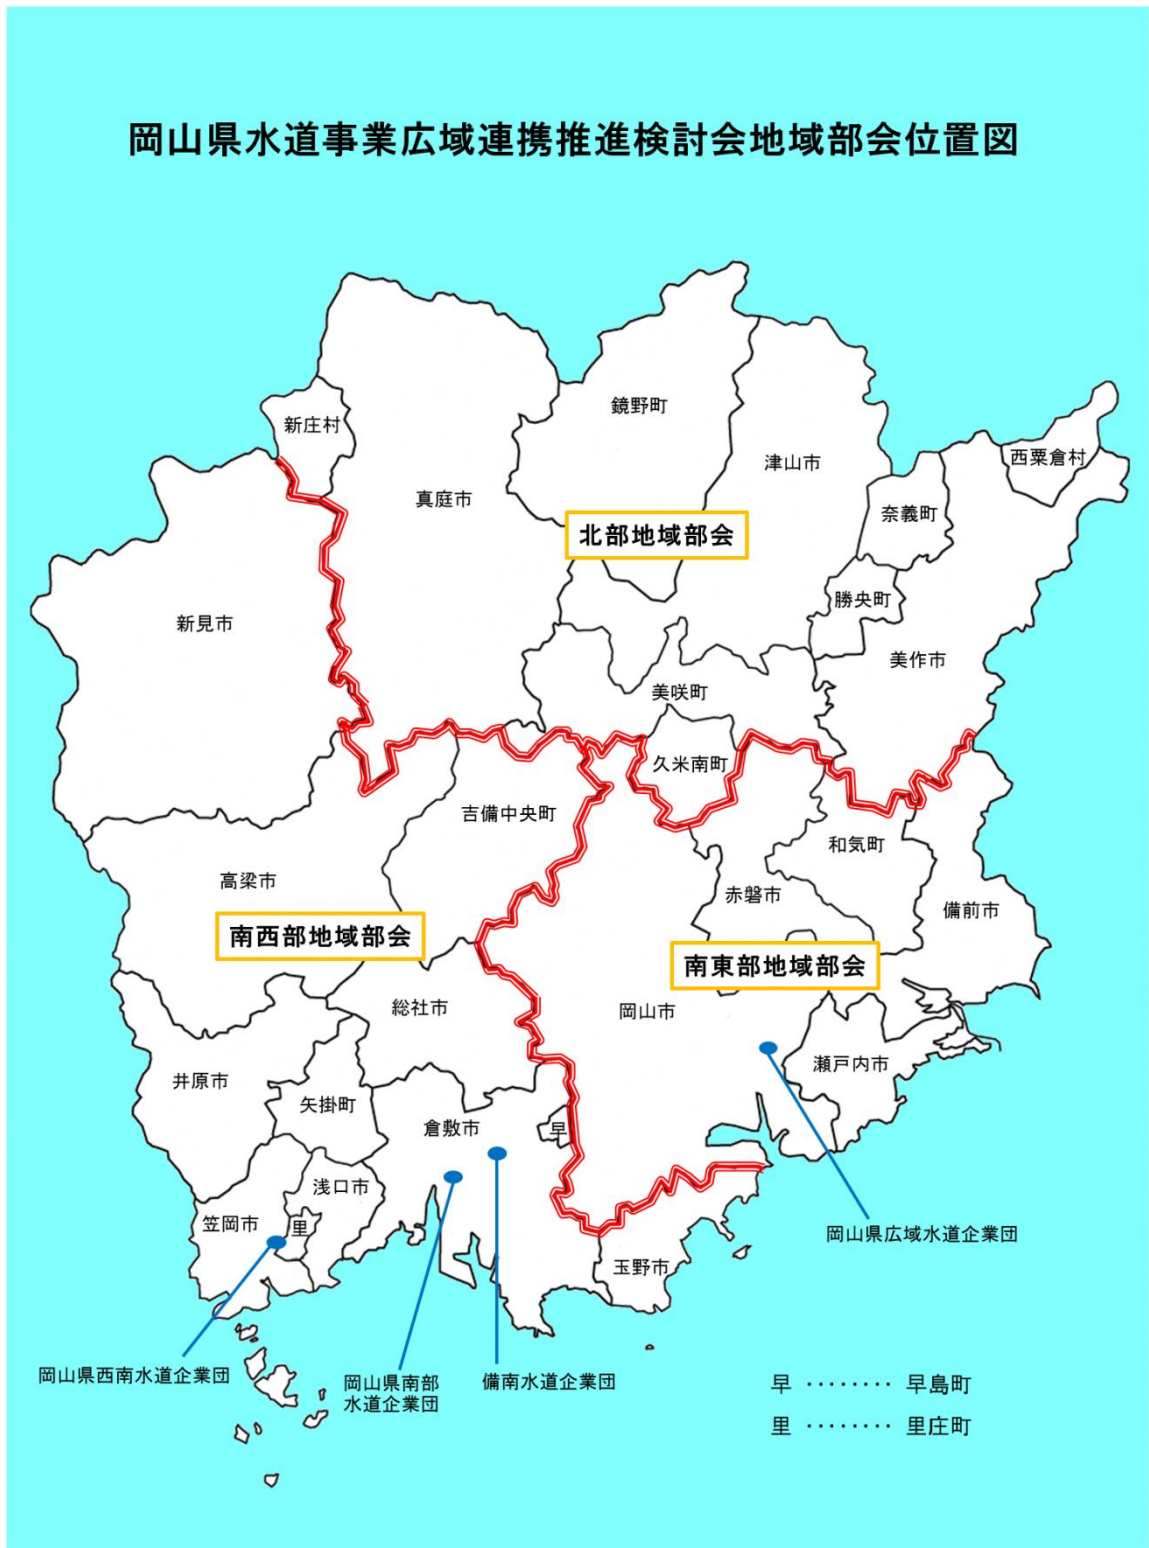 岡山県水道事業広域連携推進検討会地域部会位置図
鏡野町
新庄村
西粟倉村
津山市
真庭市
奈義町
北部地域部会
勝央町
新見市
美作市
美咲町
久米南町
吉備中央町
和気町
高梁市
赤磐市
備前市
南西部地域部会
南東部地域部会
総社市
岡山市
瀬戸内市
井原市
矢掛町
倉敷市
早
浅口市
笠岡市
里
岡山県広域水道企業団
玉野市
岡山県西南水道企業団
岡山県南部
水道企業団
備南水道企業団
早 ‥‥‥‥ 早島町
里 ‥‥‥‥ 里庄町